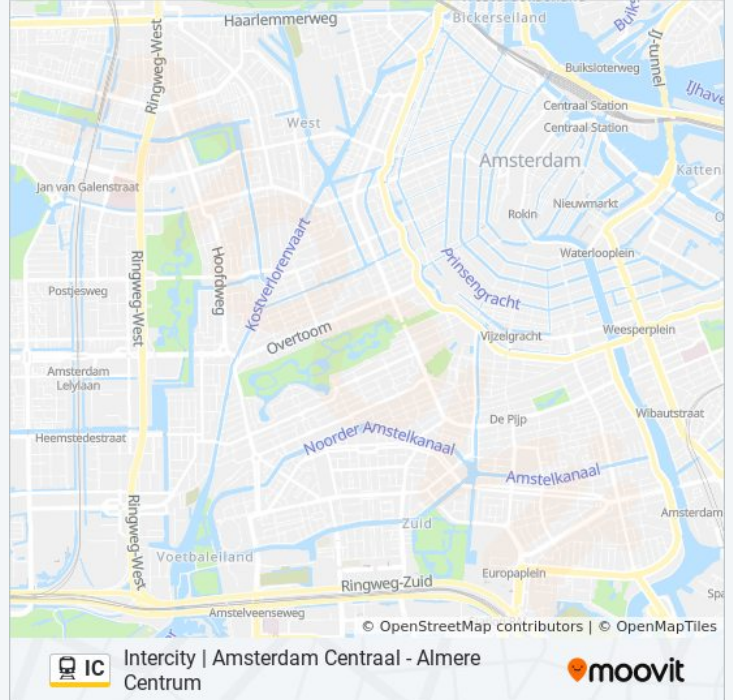 Haarlemmerweg
Bickerseiland
Buiks
IJ-tunnel
Ringweg-West
Buiksloterweg
IJhave
Centraal Station
Centraal Station
West
Amsterdam
Katten
Jan van Galenstraat
Rokin
Nieuwmarkt
O
Waterlooplein
Kostverlorenvaart
Prinsengracht
Hoofdweg
Ringweg-West
Postjesweg
Overtoom
Vijzelgracht
Weesperplein
Amsterdam
Lelylaan
De Pijp
Wibautstraat
Heemstedestraat
Noorder Amstelkanaal
Amstelkanaal
Ringweg-West
Amsterdam
Zuid
Voetbaleiland
Europaplein
Ringweg-Zuid
Spa
Amstelveenseweg
er
© OpenStreetMap contributors | © OpenMapTiles
IC
Intercity | Amsterdam Centraal - Almere
Centrum
moovit